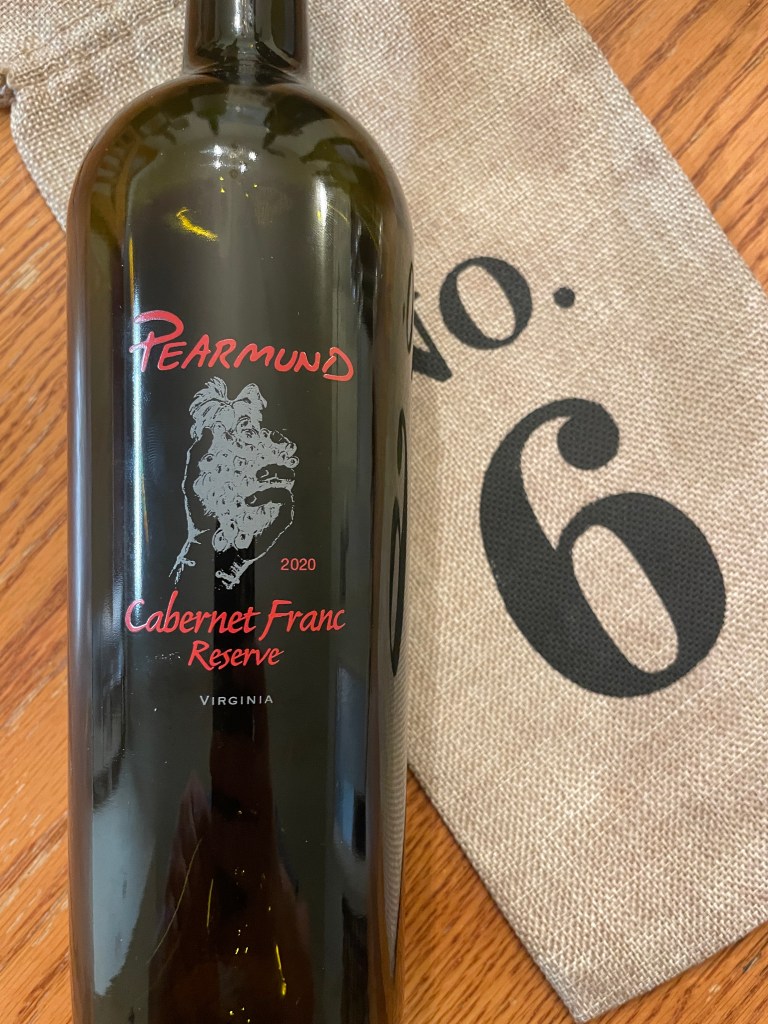 PEARMUND
2020
Cabernet Franc
Reserve
VIRGINIA
NO.
6